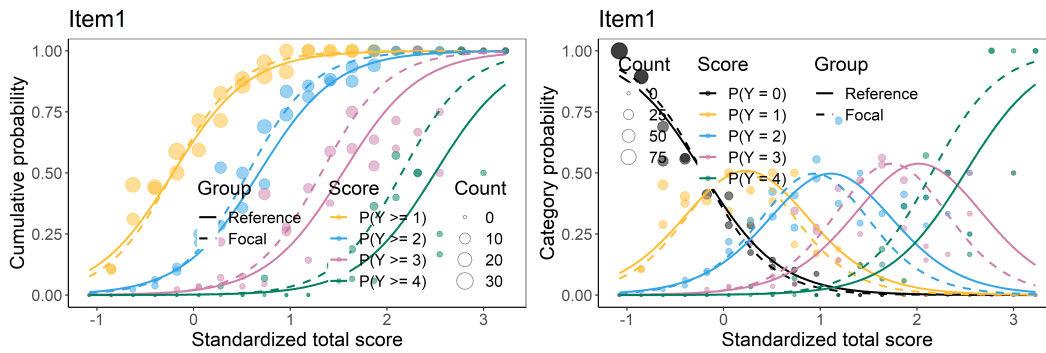 Item1
Cumulative probability
1.00
0.75
0.50
0.25
0.00
-1
0
1
2
3
Standardized total score
Group
Reference
Focal
Score
P(Y >= 1)
P(Y >= 2)
P(Y >= 3)
P(Y >= 4)
Count
0
10
20
30
Item1
Category probability
1.00
0.75
0.50
0.25
0.00
-1
0
1
2
3
Standardized total score
Count
0
25
50
75
Score
P(Y = 0)
P(Y = 1)
P(Y = 2)
P(Y = 3)
P(Y = 4)
Group
Reference
Focal